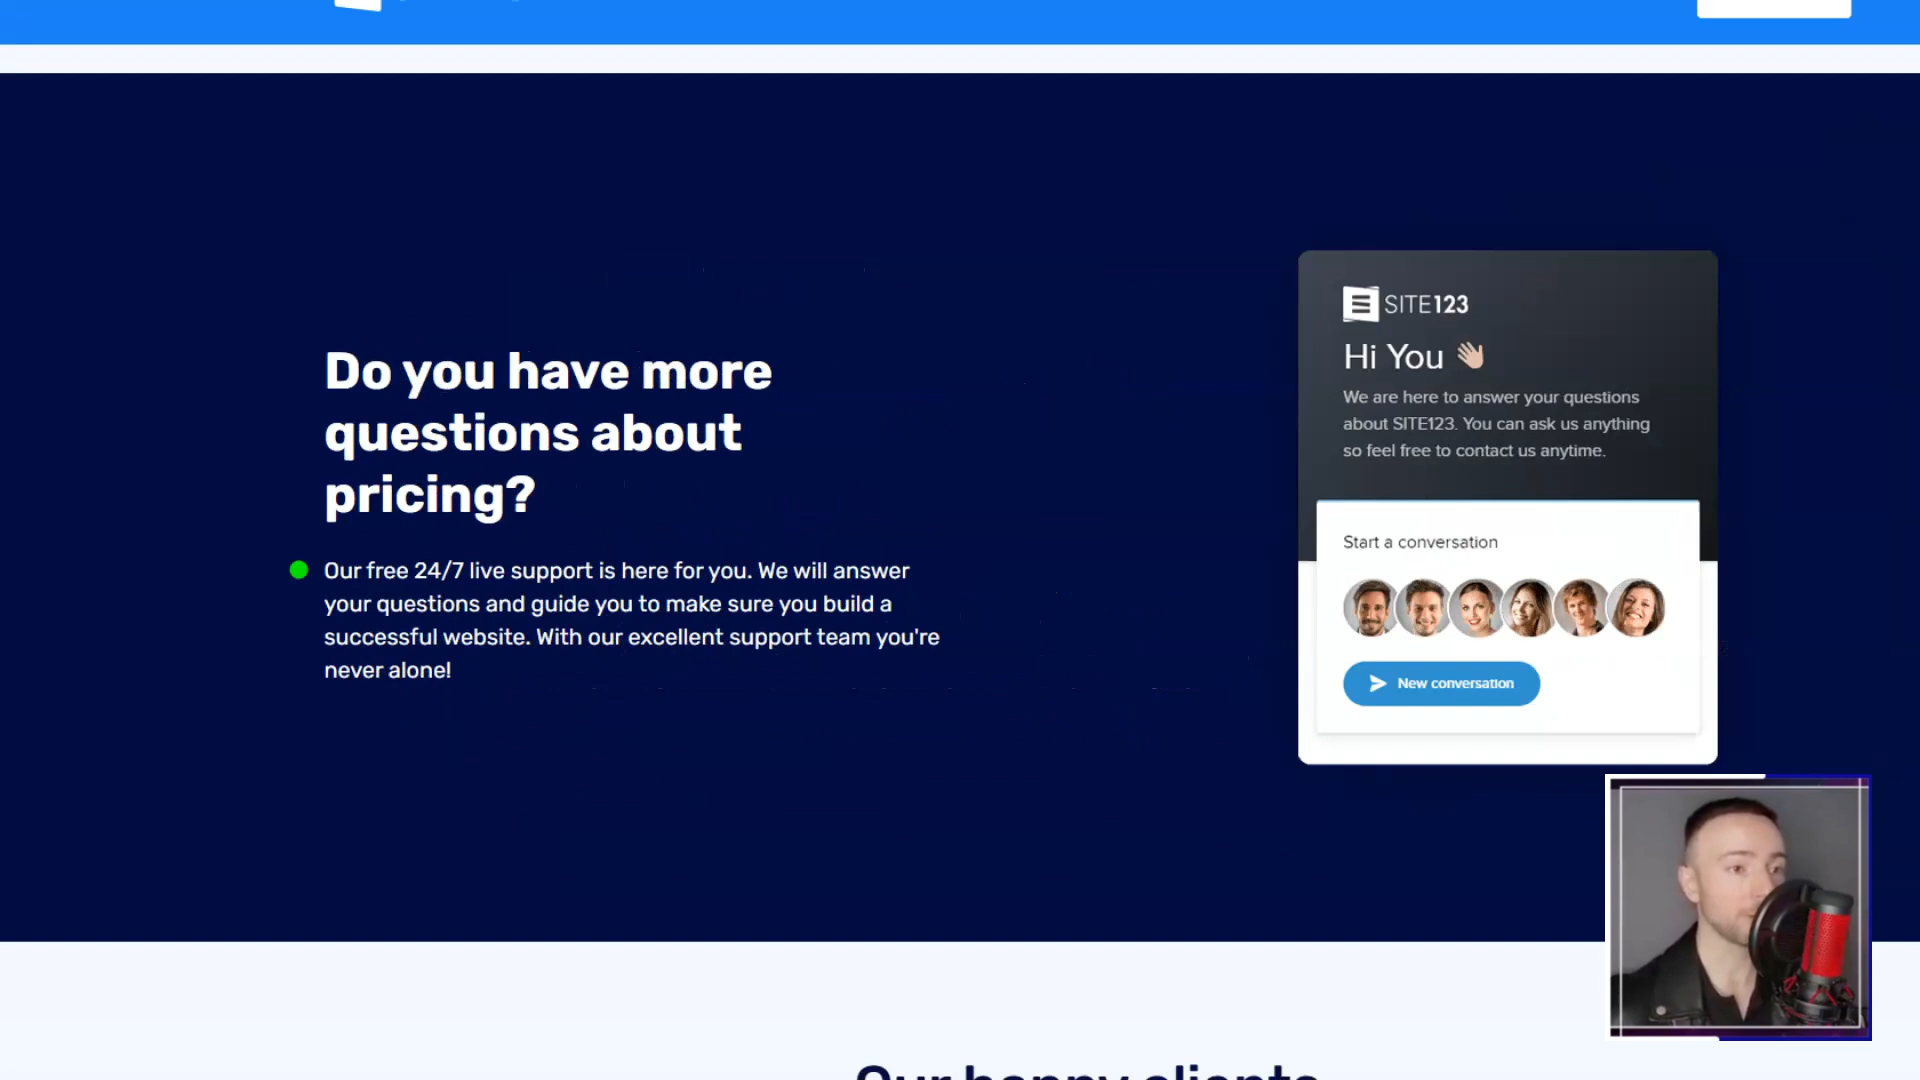 Do you have more
questions about
pricing?
Our free 24/7 live support is here for you. We will answer
your questions and guide you to make sure you build a
successful website. With our excellent support team you're
never alone!
SITE123
Hi You 👋🏼
We are here to answer your questions
about SITE123. You can ask us anything
so feel free to contact us anytime.
Start a conversation
New conversation
Our happy clients